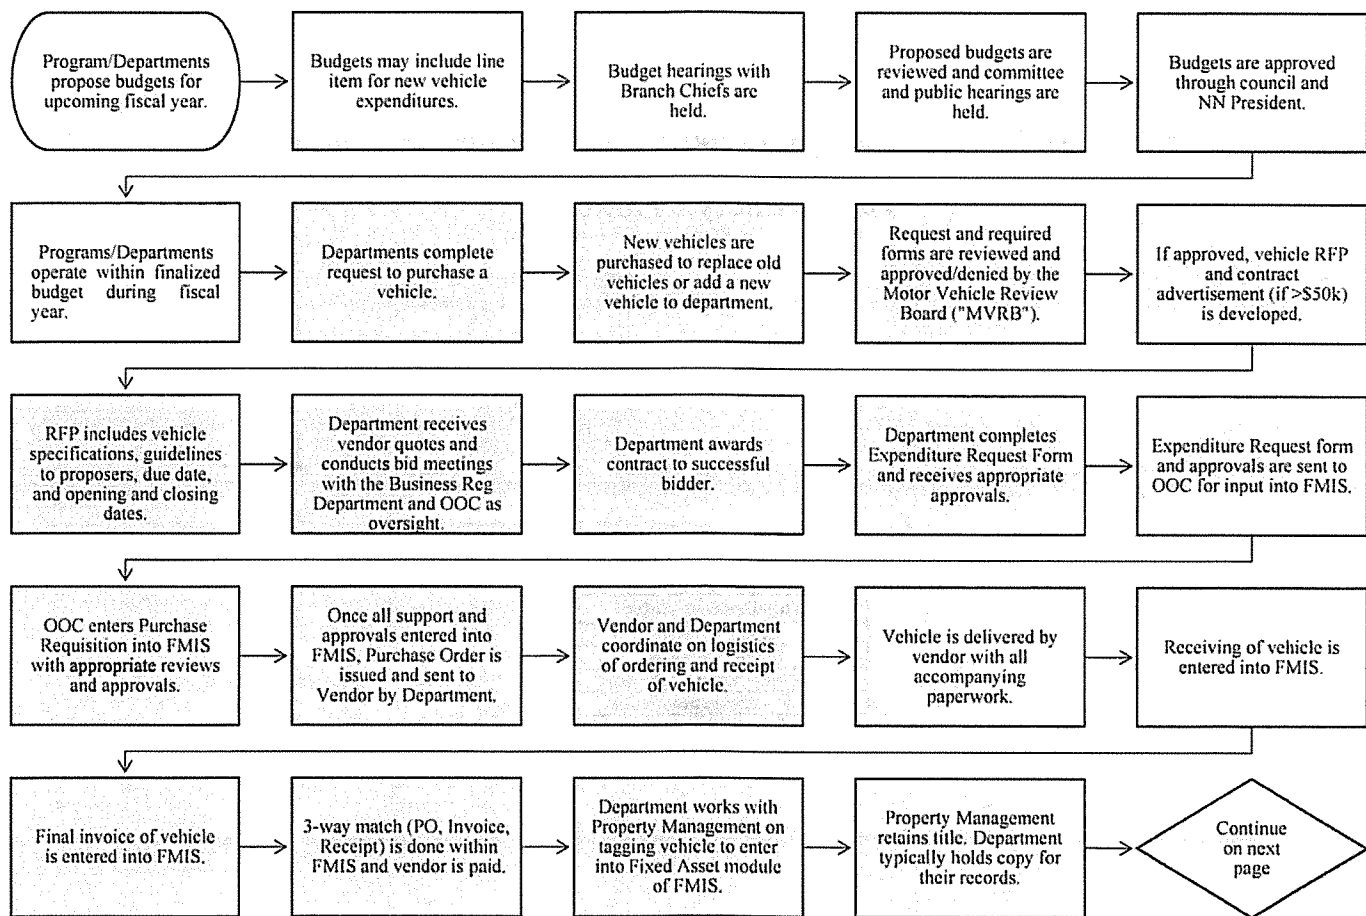 Program/Departments
propose budgets for
upcoming fiscal year.
Budgets may include line
item for new vehicle
expenditures.
Budget hearings with
Branch Chiefs are
held.
Proposed budgets are
reviewed and committee
and public hearings are
held.
Budgets are approved
through council and
NN President.
Programs/Departments
operate within finalized
budget during fiscal
year.
Departments complete
request to purchase a
vehicle.
New vehicles are
purchased to replace old
vehicles or add a new
vehicle to department.
Request and required
forms are reviewed and
approved/denied by the
Motor Vehicle Review
Board ("MVRB").
If approved, vehicle RFP
and contract
advertisement (if >$50k)
is developed.
RFP includes vehicle
specifications, guidelines
to proposers, due date,
and opening and closing
dates.
Department receives
vendor quotes and
conducts bid meetings
with the Business Reg
Department and OOC as
oversight.
Department awards
contract to successful
bidder.
Department completes
Expenditure Request Form
and receives appropriate
approvals.
Expenditure Request form
and approvals are sent to
OOC for input into FMIS.
OOC enters Purchase
Requisition into FMIS
with appropriate reviews
and approvals.
Once all support and
approvals entered into
FMIS, Purchase Order is
issued and sent to
Vendor by Department.
Vendor and Department
coordinate on logistics
of ordering and receipt
of vehicle.
Vehicle is delivered by
vendor with all
accompanying
paperwork.
Receiving of vehicle is
entered into FMIS.
Final invoice of vehicle
is entered into FMIS.
3-way match (PO, Invoice,
Receipt) is done within
FMIS and vendor is paid.
Department works with
Property Management on
tagging vehicle to enter
into Fixed Asset module
of FMIS.
Property Management
retains title. Department
typically holds copy for
their records.
Continue
on next
page